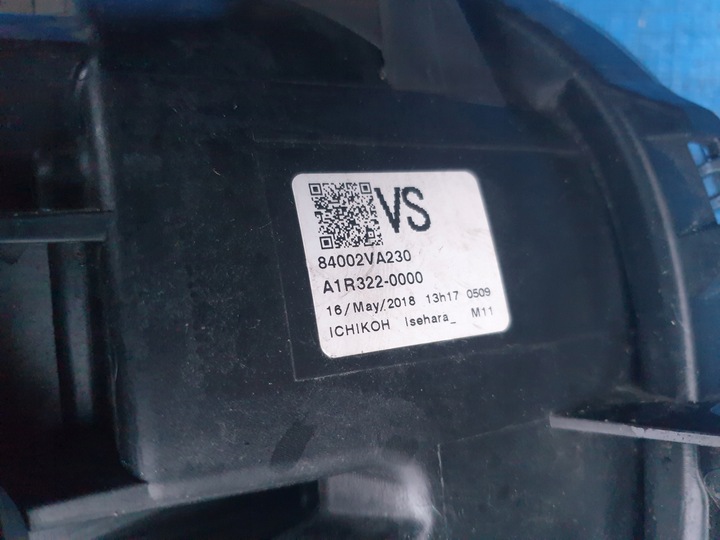 VS
84002VA230
A1R322-0000
16/May/2018 13h17 0509
ICHIKOH Isehara_ M11